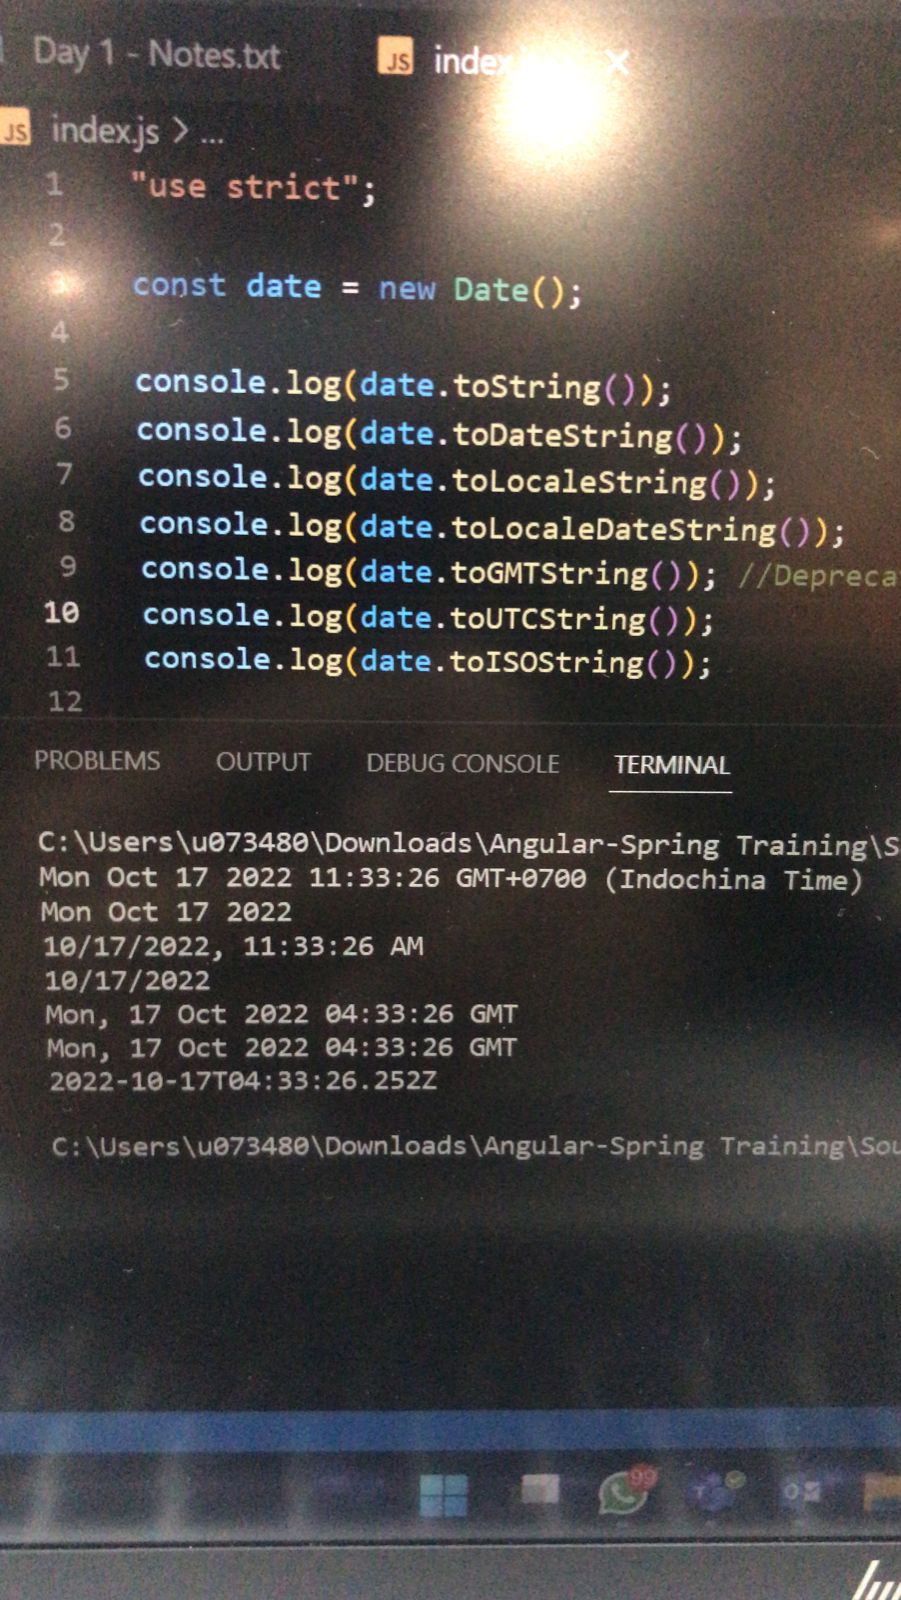 Day 1 - Notes.txt JS index
JS index.js > ...
1 "use strict";
2
3 const date = new Date();
4
5 console.log(date.toString());
6 console.log(date.toDateString());
7 console.log(date.toLocaleString());
8 console.log(date.toLocaleDateString());
9 console.log(date.toGMTString()); //Depreca
10 console.log(date.toUTCString());
11 console.log(date.toISOString());
12
PROBLEMS OUTPUT DEBUG CONSOLE TERMINAL
C:\Users\u073480\Downloads\Angular-Spring Training\S
Mon Oct 17 2022 11:33:26 GMT+0700 (Indochina Time)
Mon Oct 17 2022
10/17/2022, 11:33:26 AM
10/17/2022
Mon, 17 Oct 2022 04:33:26 GMT
Mon, 17 Oct 2022 04:33:26 GMT
2022-10-17T04:33:26.252Z
C:\Users\u073480\Downloads\Angular-Spring Training\Sou
99